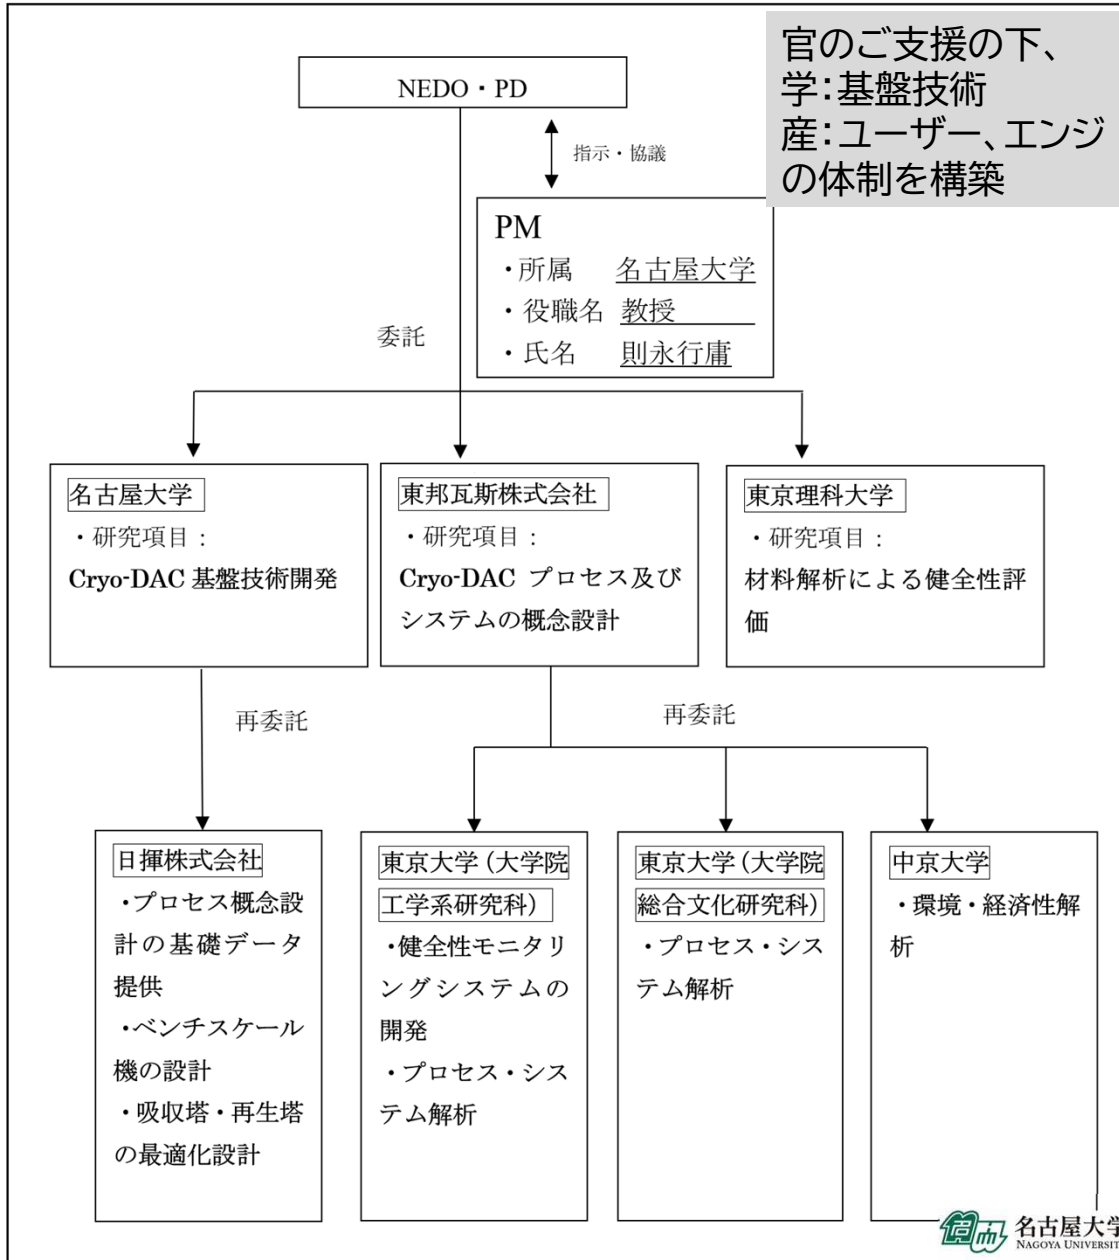 官のご支援の下、
学:基盤技術
産:ユーザー、エンジ
の体制を構築
NEDO・PD
指示・協議
PM
・所属 名古屋大学
・役職名 教授
・氏名 則永行庸
委託
名古屋大学
・研究項目:
Cryo-DAC 基盤技術開発
東邦瓦斯株式会社
・研究項目:
Cryo-DAC プロセス及び
システムの概念設計
東京理科大学
・研究項目:
材料解析による健全性評
価
再委託
再委託
日揮株式会社
・プロセス概念設
計の基礎データ
提供
・ベンチスケール
機の設計
・吸収塔・再生塔
の最適化設計
東京大学(大学院
工学系研究科)
・健全性モニタリ
ングシステムの
開発
・プロセス・シス
テム解析
東京大学(大学院
総合文化研究科)
・プロセス・シス
テム解析
中京大学
・環境・経済性解
析
名古屋大学
NAGOYA UNIVERSIT